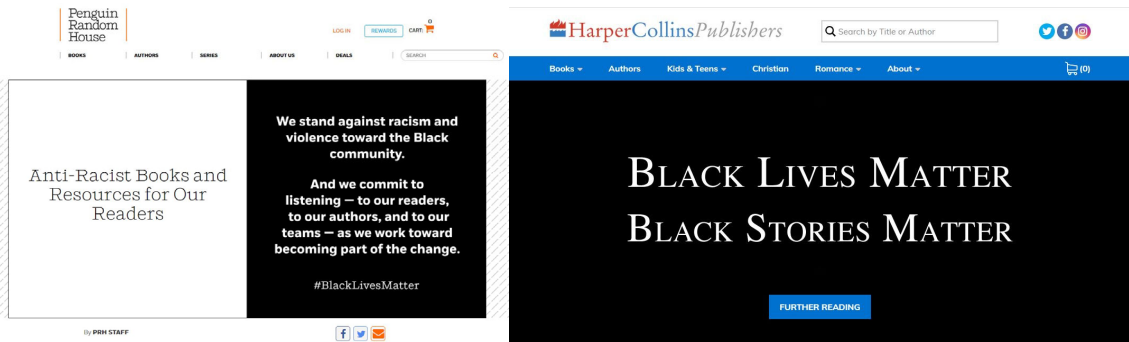 Penguin
Random
House
LOG IN
REWARDS
CART:
0
BOOKS
AUTHORS
SERIES
ABOUT US
DEALS
SEARCH
Anti-Racist Books and
Resources for Our
Readers
We stand against racism and
violence toward the Black
community.
And we commit to
listening — to our readers,
to our authors, and to our
teams — as we work toward
becoming part of the change.
#BlackLivesMatter
By PRH STAFF
HarperCollinsPublishers
Search by Title or Author
Books
Authors
Kids & Teens
Christian
Romance
About
(0)
BLACK LIVES MATTER
BLACK STORIES MATTER
FURTHER READING